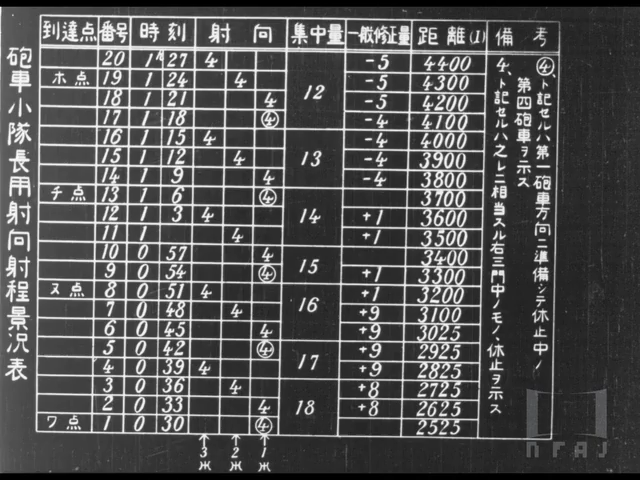 砲車小隊長用射向射程景況表
到達点 番号 時刻 射向 集中量 一般修正量 距離(I) 備考
20 1ʰ 27 4 -5 4400
ホ点 19 1 24 4 12 -5 4300
18 1 21 4 -5 4200
17 1 18 ④ -4 4100
16 1 15 4 -4 4000
15 1 12 4 13 -4 3900
14 1 9 4 -4 3800
チ点 13 1 6 ④ 3700
12 1 3 4 14 +1 3600
11 1 4 +1 3500
10 0 57 4 3400
9 0 54 ④ 15 +1 3300
ヌ点 8 0 51 4 +1 3200
7 0 48 4 16 +9 3100
6 0 45 4 +9 3025
5 0 42 ④ +9 2925
4 0 39 4 17 +9 2825
3 0 36 4 +8 2725
2 0 33 4 18 +8 2625
ワ点 1 0 30 ④ 2525
④、ト記セルハ第一砲車方向ニ準備シテ休止中ノ
第四砲車ヲ示ス
4、ト記セルハ之レニ相当スル右三門中ノモノ、休止ヲ示ス
3米 2米 1米
nfaj